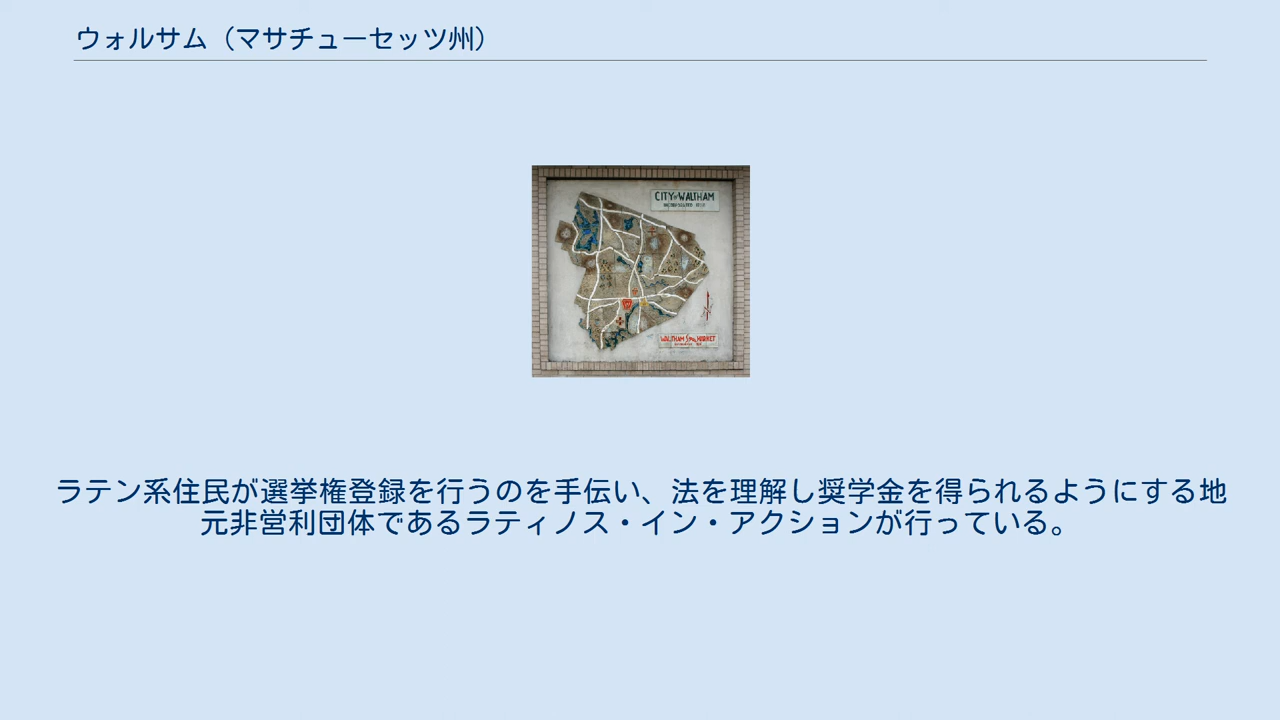 ウォルサム（マサチューセッツ州）
CITY OF WALTHAM
WALTHAM SUPER MARKET
ラテン系住民が選挙権登録を行うのを手伝い、法を理解し奨学金を得られるようにする地
元非営利団体であるラティノス・イン・アクションが行っている。